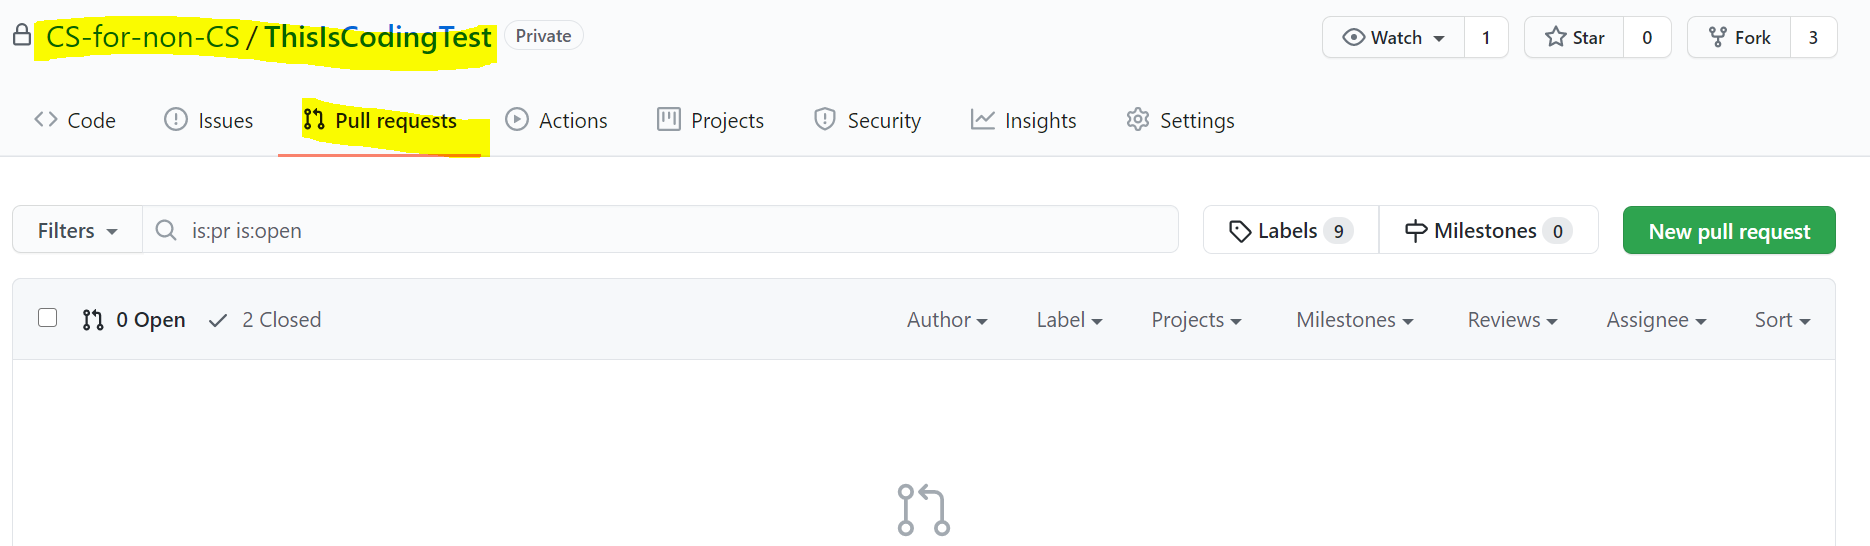 CS-for-non-CS / ThisIsCodingTest Private Watch 1 Star 0 Fork 3
Code Issues Pull requests Actions Projects Security Insights Settings
Filters is:pr is:open Labels 9 Milestones 0 New pull request
0 Open 2 Closed Author Label Projects Milestones Reviews Assignee Sort